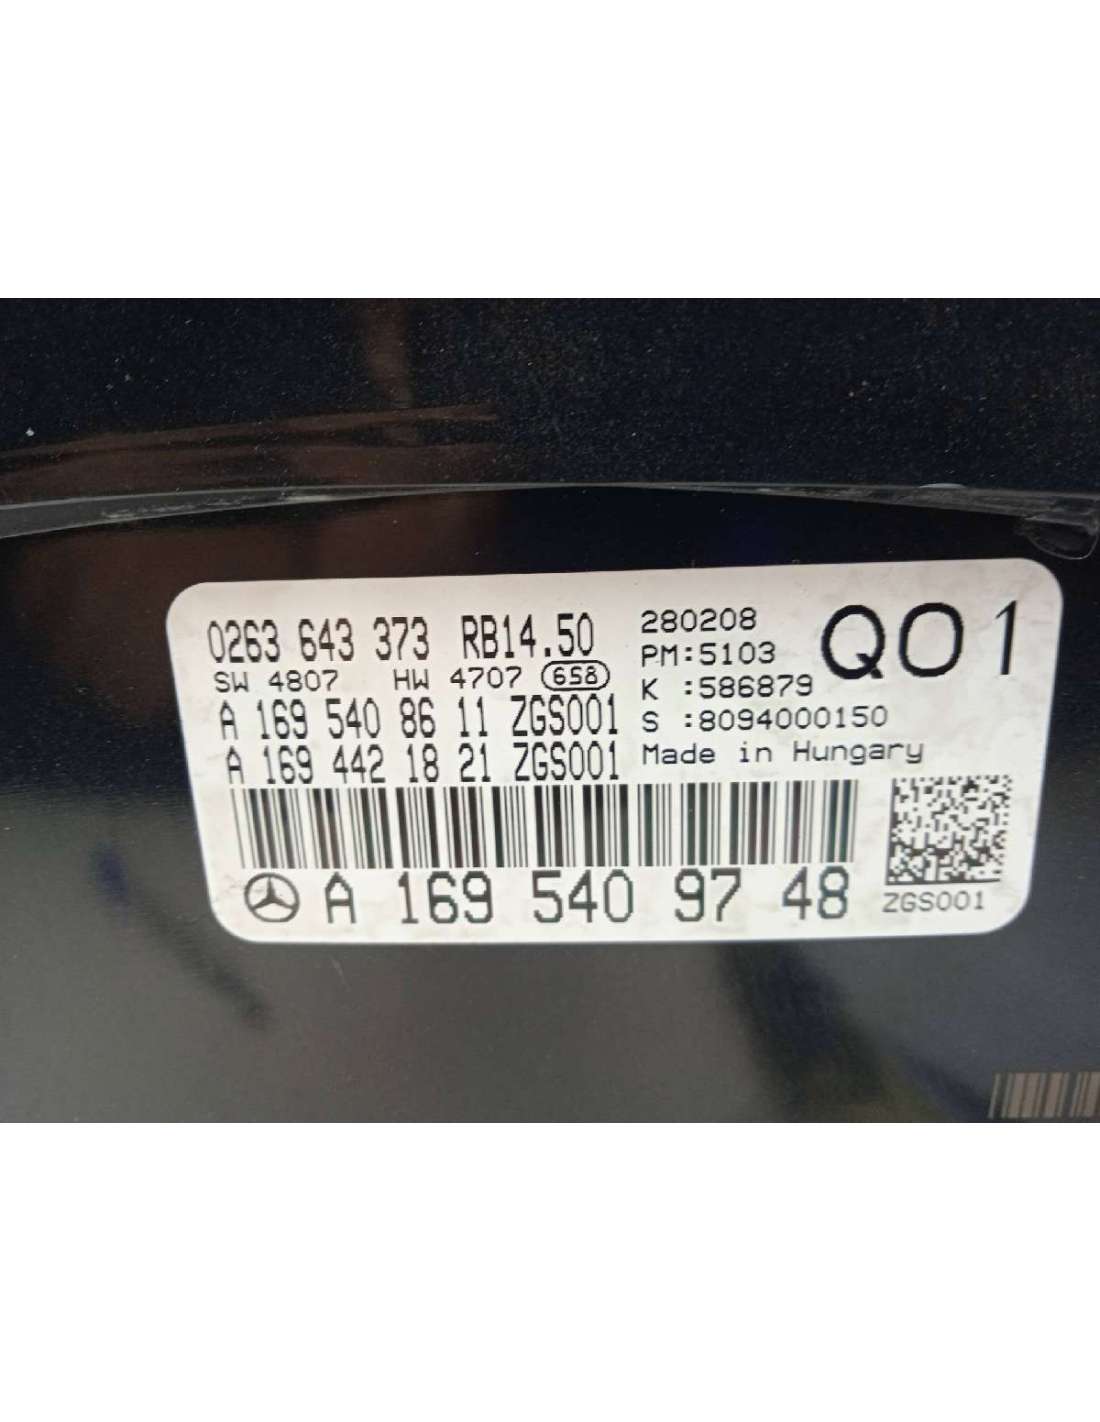 0263 643 373 RB14.50
SW 4807 HW 4707 658
A 169 540 86 11 ZGS001
A 169 442 18 21 ZGS001
280208
PM:5103
K :586879
S :8094000150
Made in Hungary
Q01
A 169 540 97 48
ZGS001